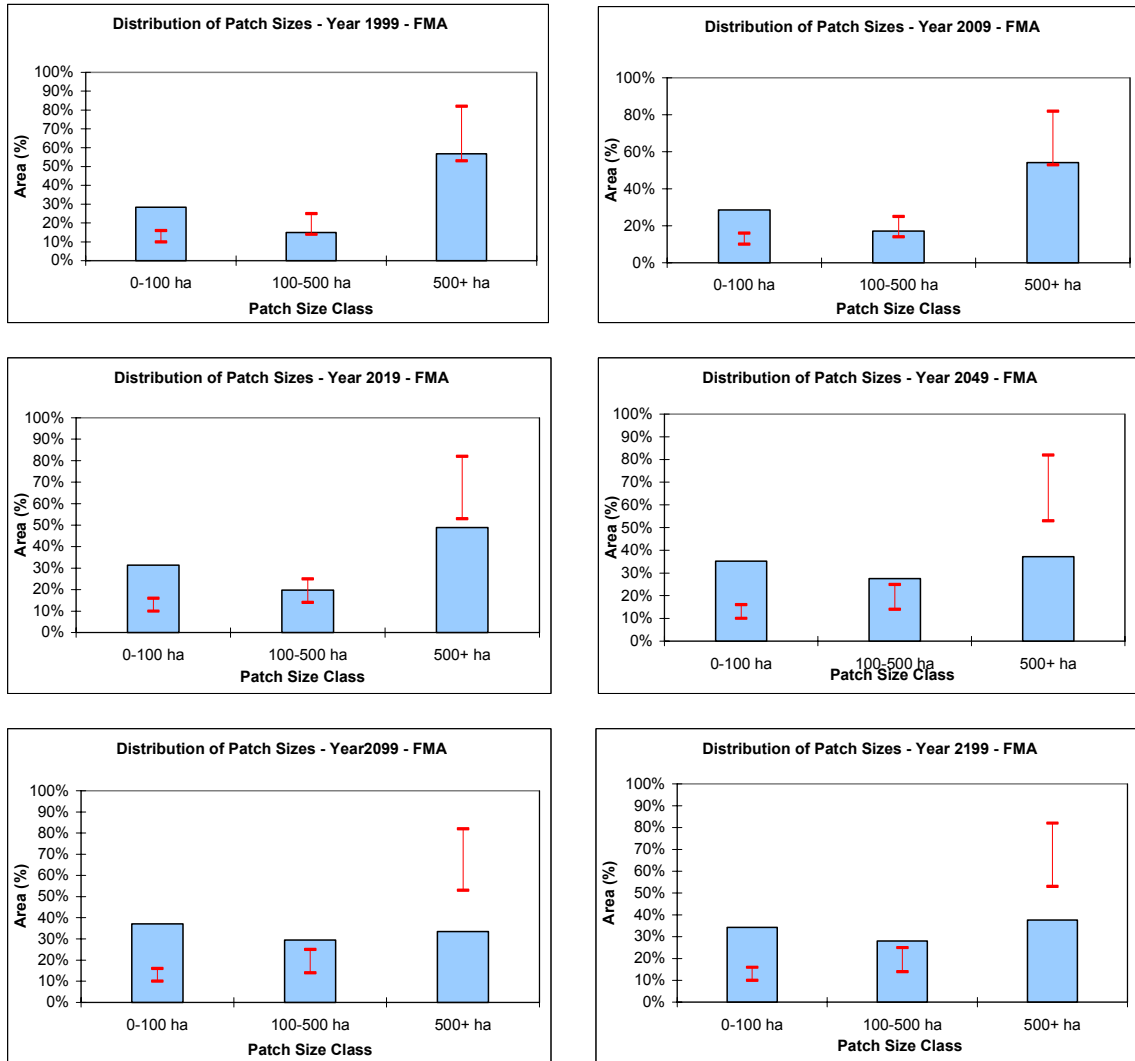 Distribution of Patch Sizes - Year 1999 - FMA
100%
90%
80%
70%
60%
50%
40%
30%
20%
10%
0%
Area (%)
0-100 ha 100-500 ha 500+ ha
Patch Size Class
Distribution of Patch Sizes - Year 2009 - FMA
100%
80%
60%
40%
20%
0%
Area (%)
0-100 ha 100-500 ha 500+ ha
Patch Size Class
Distribution of Patch Sizes - Year 2019 - FMA
100%
90%
80%
70%
60%
50%
40%
30%
20%
10%
0%
Area (%)
0-100 ha 100-500 ha 500+ ha
Patch Size Class
Distribution of Patch Sizes - Year 2049 - FMA
100%
90%
80%
70%
60%
50%
40%
30%
20%
10%
0%
Area (%)
0-100 ha 100-500 ha 500+ ha
Patch Size Class
Distribution of Patch Sizes - Year2099 - FMA
100%
90%
80%
70%
60%
50%
40%
30%
20%
10%
0%
Area (%)
0-100 ha 100-500 ha 500+ ha
Patch Size Class
Distribution of Patch Sizes - Year 2199 - FMA
100%
90%
80%
70%
60%
50%
40%
30%
20%
10%
0%
Area (%)
0-100 ha 100-500 ha 500+ ha
Patch Size Class